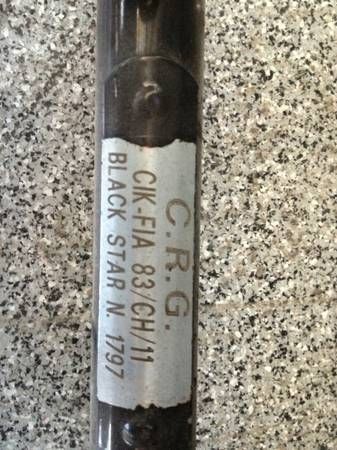 C.R.G.
CIK-FIA 83/CH/11
BLACK STAR N. 1797